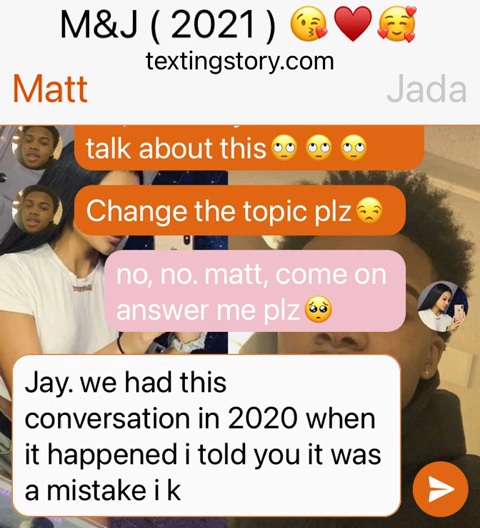 M&J ( 2021 ) 😘❤️🥰
textingstory.com
Matt
Jada
talk about this🙄 🙄 🙄
Change the topic plz😒
no, no. matt, come on
answer me plz🥺
Jay. we had this
conversation in 2020 when
it happened i told you it was
a mistake i k